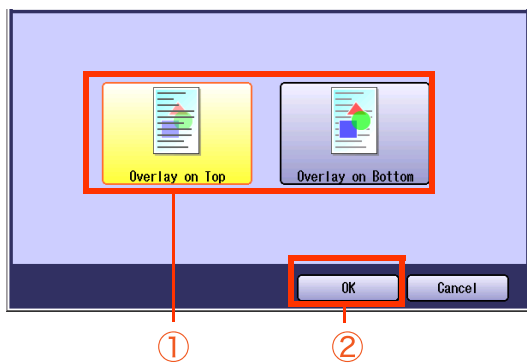 Overlay on Top
Overlay on Bottom
OK
Cancel
①
②